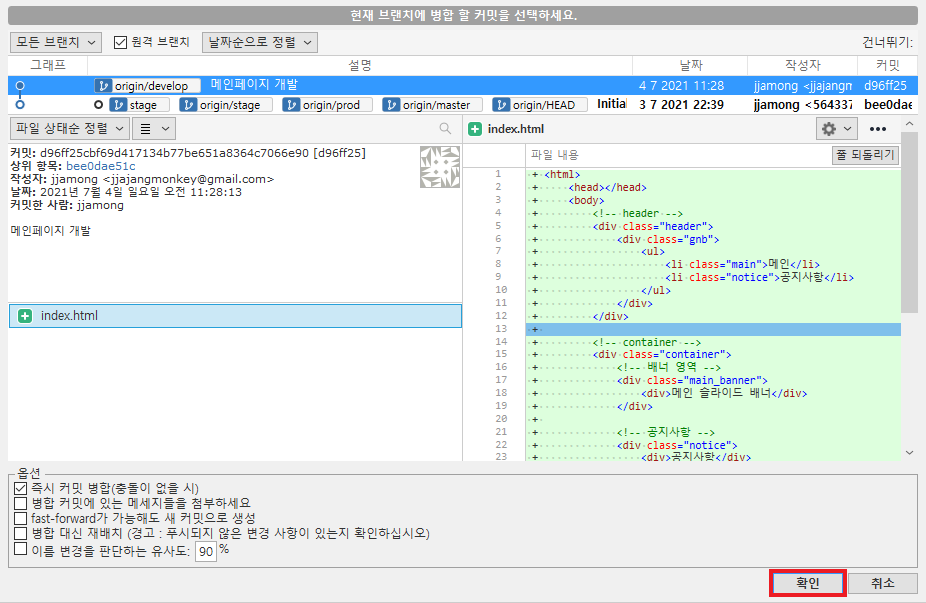 현재 브랜치에 병합 할 커밋을 선택하세요.
모든 브랜치 원격 브랜치 날짜순으로 정렬 건너뛰기:
그래프 설명 날짜 작성자 커밋
origin/develop 메인페이지 개발 4 7 2021 11:28 jjamong <jjajangm d96ff25
stage origin/stage origin/prod origin/master origin/HEAD Initial 3 7 2021 22:39 jjamong <564337 bee0dae
파일 상태순 정렬 index.html
커밋: d96ff25cbf69d417134b77be651a8364c7066e90 [d96ff25]
상위 항목: bee0dae51c
작성자: jjamong <jjajangmonkey@gmail.com>
날짜: 2021년 7월 4일 일요일 오전 11:28:13
커밋한 사람: jjamong
메인페이지 개발
index.html
파일 내용 풀 되돌리기
1 + <html>
2 + <head></head>
3 + <body>
4 + <!-- header -->
5 + <div class="header">
6 + <div class="gnb">
7 + <ul>
8 + <li class="main">메인</li>
9 + <li class="notice">공지사항</li>
10 + </ul>
11 + </div>
12 + </div>
13 +
14 + <!-- container -->
15 + <div class="container">
16 + <!-- 배너 영역 -->
17 + <div class="main_banner">
18 + <div>메인 슬라이드 배너</div>
19 + </div>
20 +
21 + <!-- 공지사항 -->
22 + <div class="notice">
23 + <div>공지사항</div>
옵션
즉시 커밋 병합(충돌이 없을 시)
병합 커밋에 있는 메세지들을 첨부하세요
fast-forward가 가능해도 새 커밋으로 생성
병합 대신 재배치 (경고 : 푸시되지 않은 변경 사항이 있는지 확인하십시오)
이름 변경을 판단하는 유사도: 90 %
확인 취소